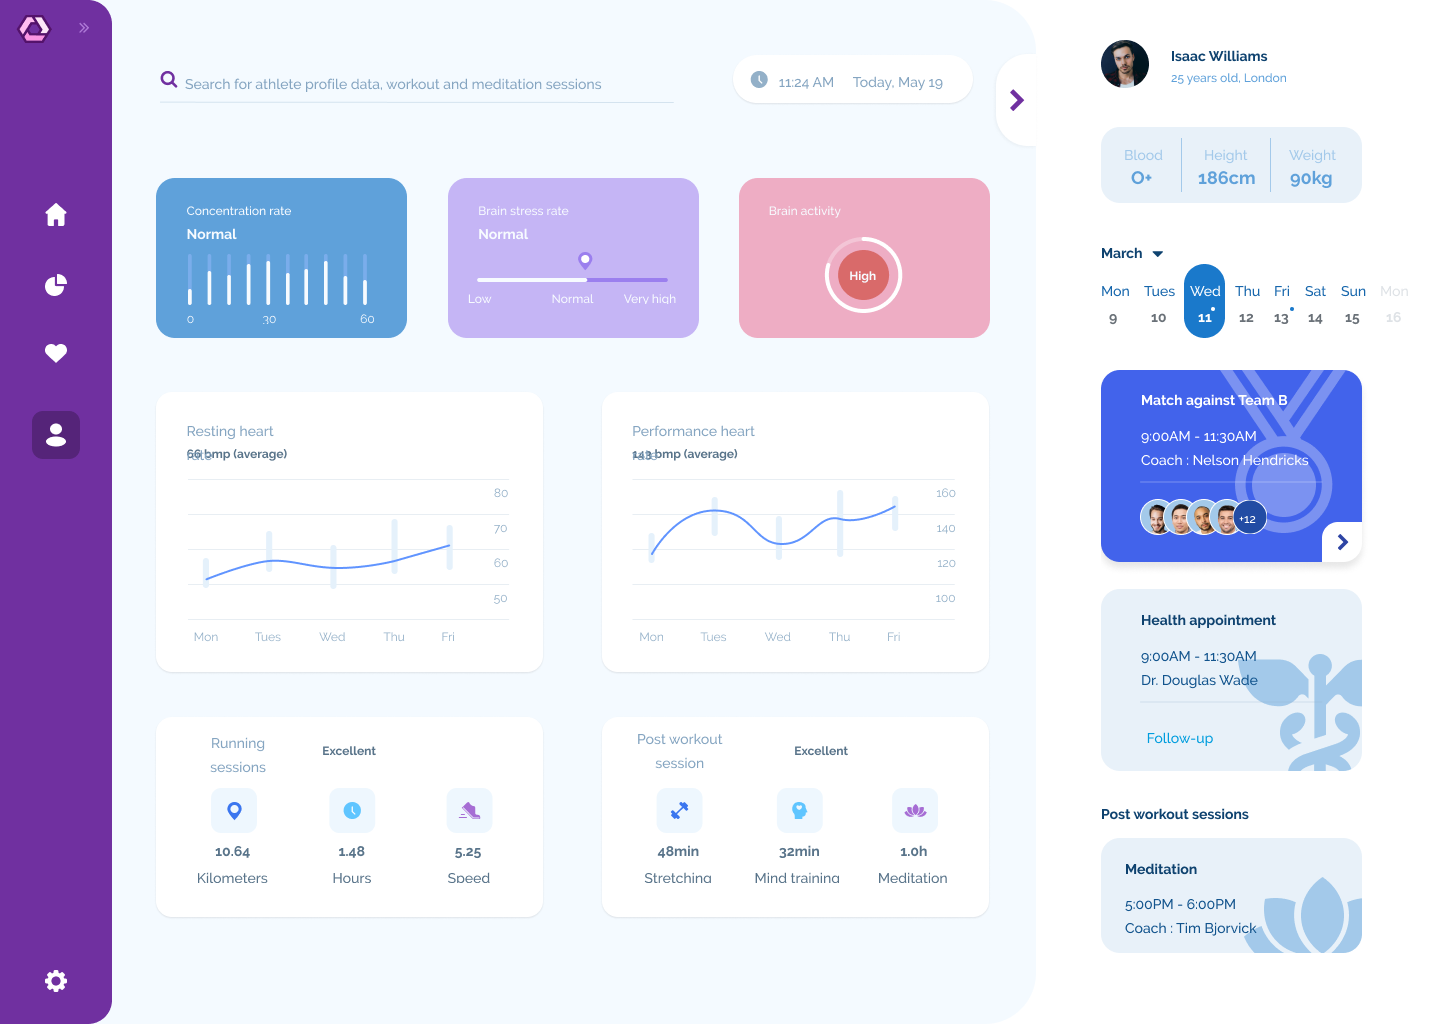 Search for athlete profile data, workout and meditation sessions
11:24 AM Today, May 19
Concentration rate
Normal
0 30 60
Brain stress rate
Normal
Low Normal Very high
Brain activity
High
Resting heart
rate
66 bmp (average)
80
70
60
50
Mon Tues Wed Thu Fri
Performance heart
rate
143 bmp (average)
160
140
120
100
Mon Tues Wed Thu Fri
Running
sessions
Excellent
10.64 1.48 5.25
Kilometers Hours Speed
Post workout
session
Excellent
48min 32min 1.0h
Stretching Mind training Meditation
Isaac Williams
25 years old, London
Blood Height Weight
O+ 186cm 90kg
March
Mon Tues Wed Thu Fri Sat Sun Mon
9 10 11 12 13 14 15 16
Match against Team B
9:00AM - 11:30AM
Coach : Nelson Hendricks
+12
Health appointment
9:00AM - 11:30AM
Dr. Douglas Wade
Follow-up
Post workout sessions
Meditation
5:00PM - 6:00PM
Coach : Tim Bjorvick